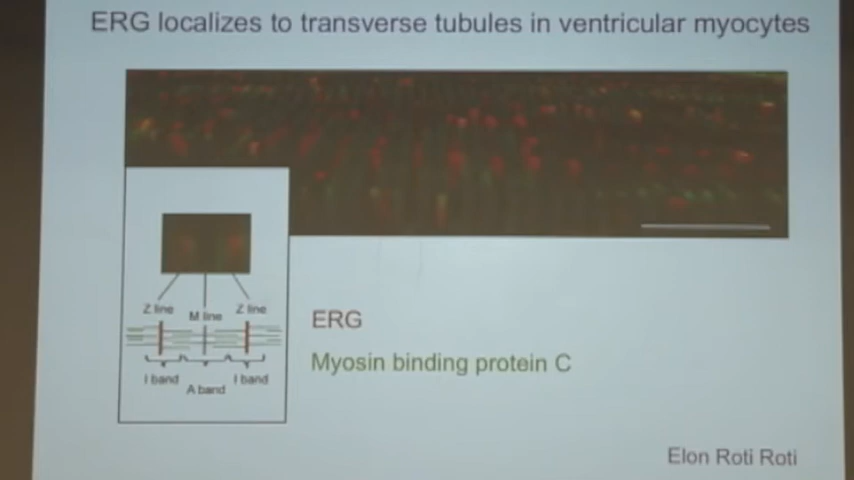 ERG localizes to transverse tubules in ventricular myocytes
Z line
M line
Z line
I band
A band
I band
ERG
Myosin binding protein C
Elon Roti Roti